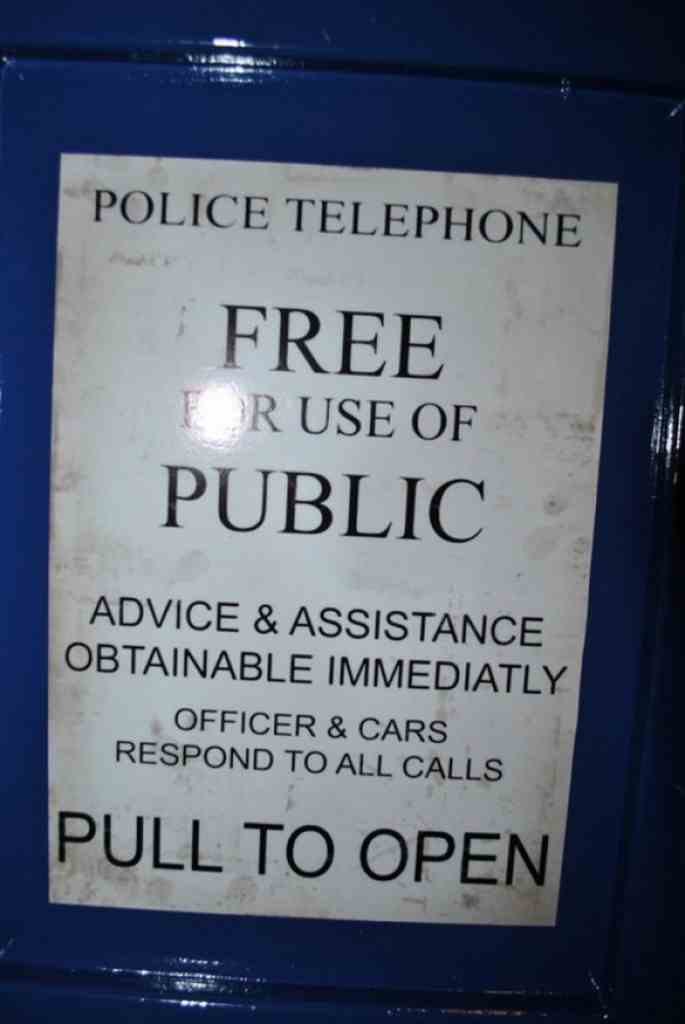 POLICE TELEPHONE
FREE
FOR USE OF
PUBLIC
ADVICE & ASSISTANCE
OBTAINABLE IMMEDIATLY
OFFICER & CARS
RESPOND TO ALL CALLS
PULL TO OPEN